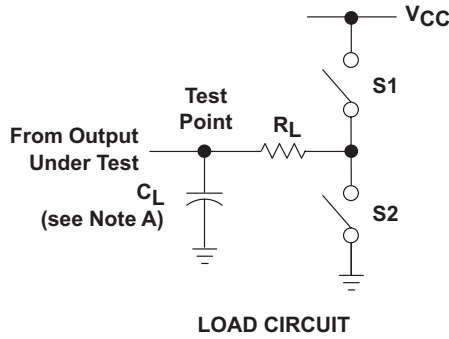 VCC
S1
Test
Point
RL
From Output
Under Test
CL
(see Note A)
S2
LOAD CIRCUIT